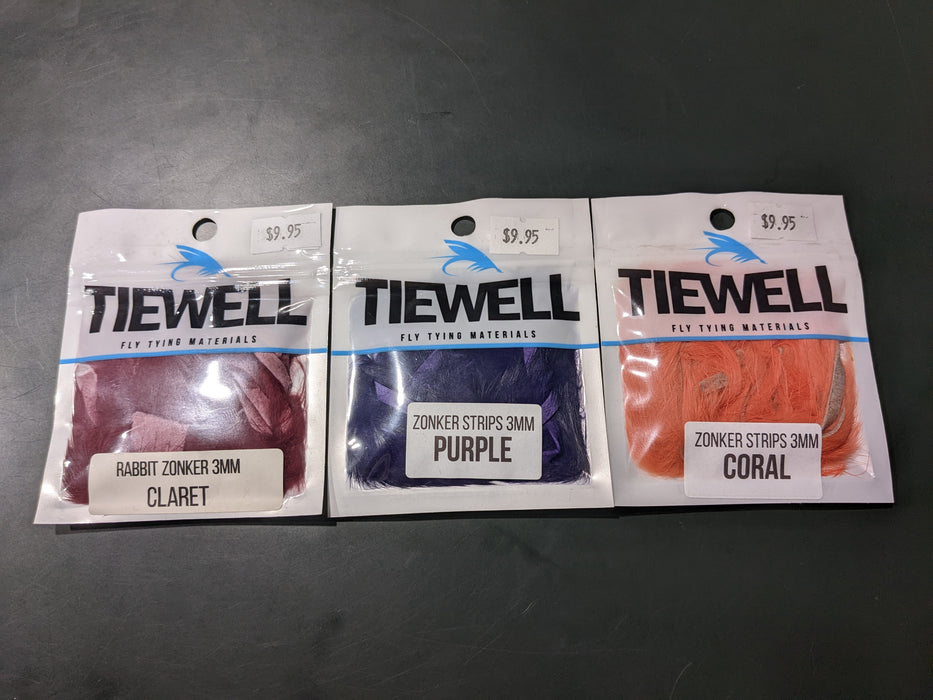 $9.95
TIEWELL
FLY TYING MATERIALS
RABBIT ZONKER 3MM
CLARET
$9.95
TIEWELL
FLY TYING MATERIALS
ZONKER STRIPS 3MM
PURPLE
$9.95
TIEWELL
FLY TYING MATERIALS
ZONKER STRIPS 3MM
CORAL